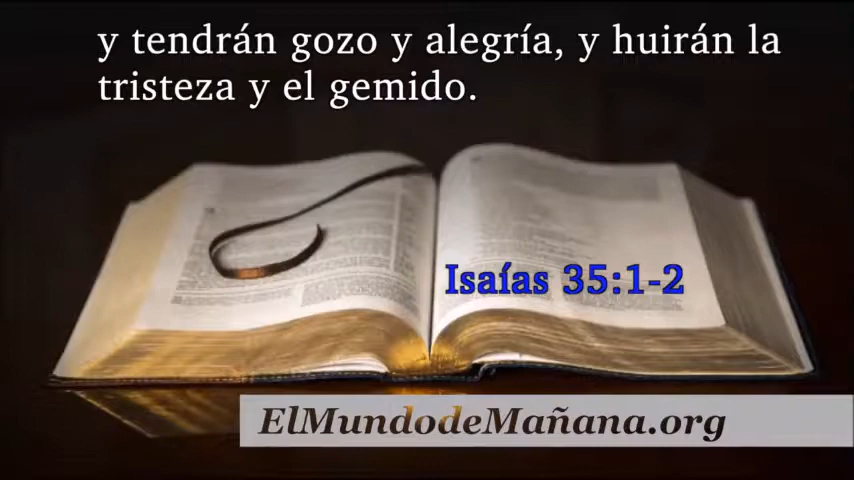 y tendrán gozo y alegría, y huirán la
tristeza y el gemido.
Isaías 35:1-2
ElMundodeMañana.org